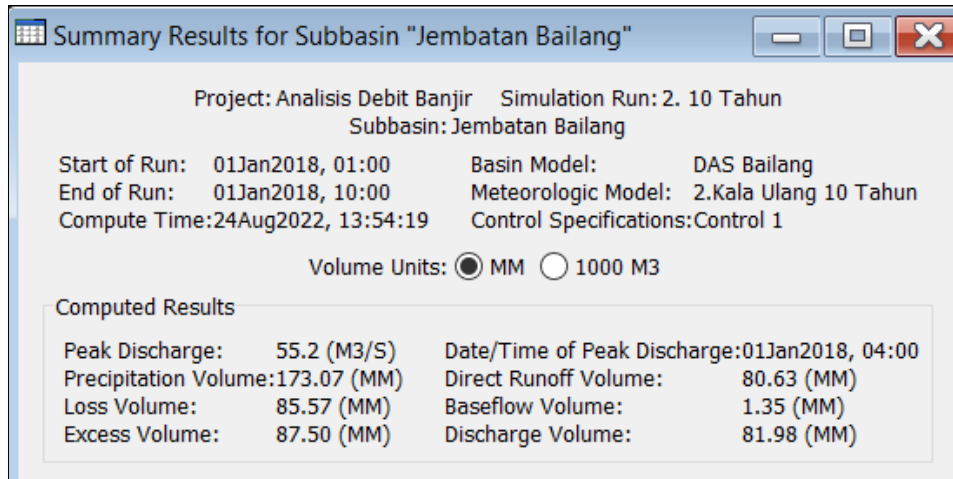 Summary Results for Subbasin "Jembatan Bailang"
Project: Analisis Debit Banjir Simulation Run: 2. 10 Tahun
Subbasin: Jembatan Bailang
Start of Run: 01Jan2018, 01:00 Basin Model: DAS Bailang
End of Run: 01Jan2018, 10:00 Meteorologic Model: 2.Kala Ulang 10 Tahun
Compute Time:24Aug2022, 13:54:19 Control Specifications:Control 1
Volume Units: MM 1000 M3
Computed Results
Peak Discharge: 55.2 (M3/S) Date/Time of Peak Discharge:01Jan2018, 04:00
Precipitation Volume:173.07 (MM) Direct Runoff Volume: 80.63 (MM)
Loss Volume: 85.57 (MM) Baseflow Volume: 1.35 (MM)
Excess Volume: 87.50 (MM) Discharge Volume: 81.98 (MM)